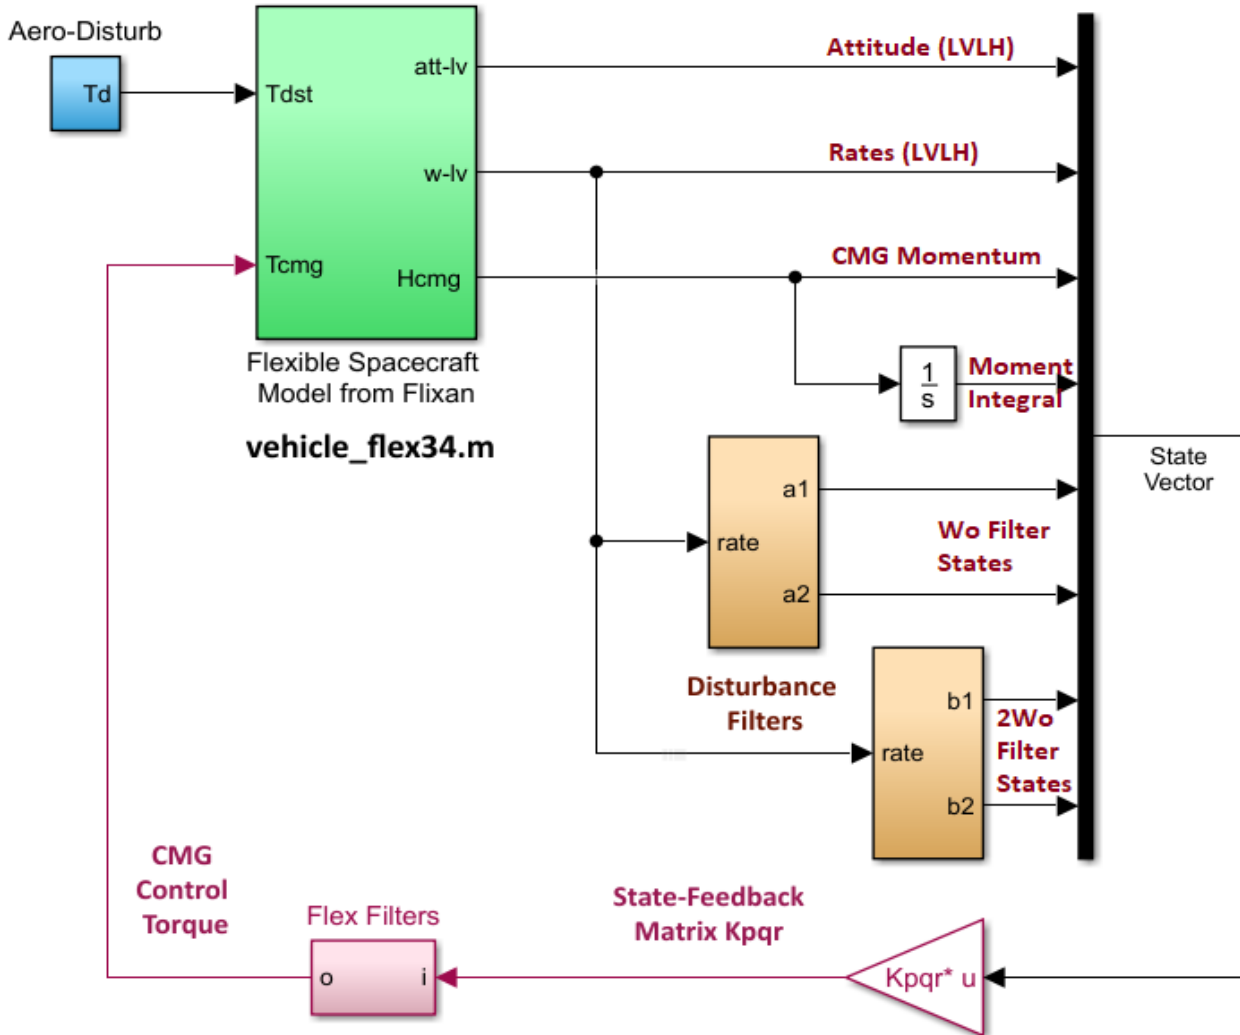 Aero-Disturb
Td
Tdst
Tcmg
att-lv
w-lv
Hcmg
Flexible Spacecraft
Model from Flixan
vehicle_flex34.m
Attitude (LVLH)
Rates (LVLH)
CMG Momentum
1
s
Moment
Integral
State
Vector
rate
a1
a2
Wo Filter
States
Disturbance
Filters
rate
b1
b2
2Wo
Filter
States
CMG
Control
Torque
Flex Filters
o
i
State-Feedback
Matrix Kpqr
Kpqr* u